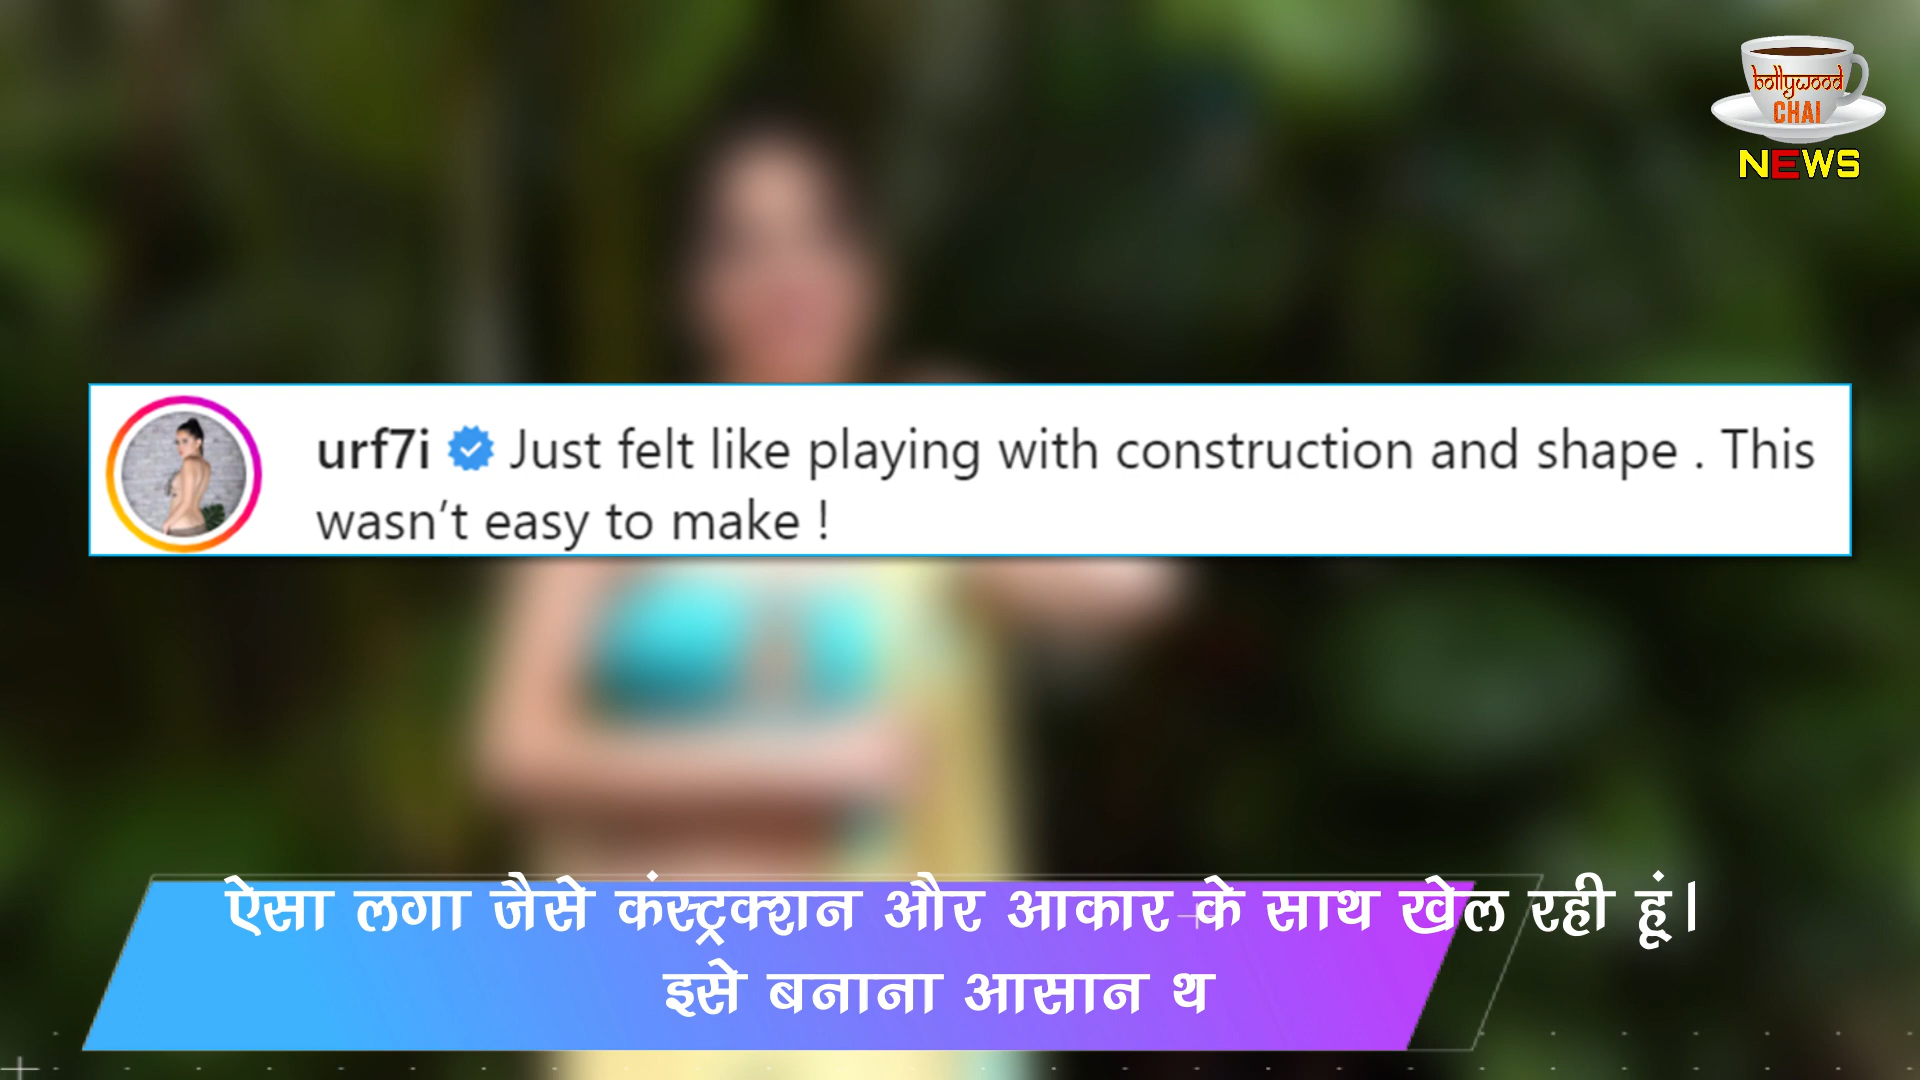 bollywood
CHAI
NEWS
urf7i Just felt like playing with construction and shape . This
wasn’t easy to make !
ऐसा लगा जैसे कंस्ट्रक्शन और आकार के साथ खेल रही हूं।
इसे बनाना आसान थ